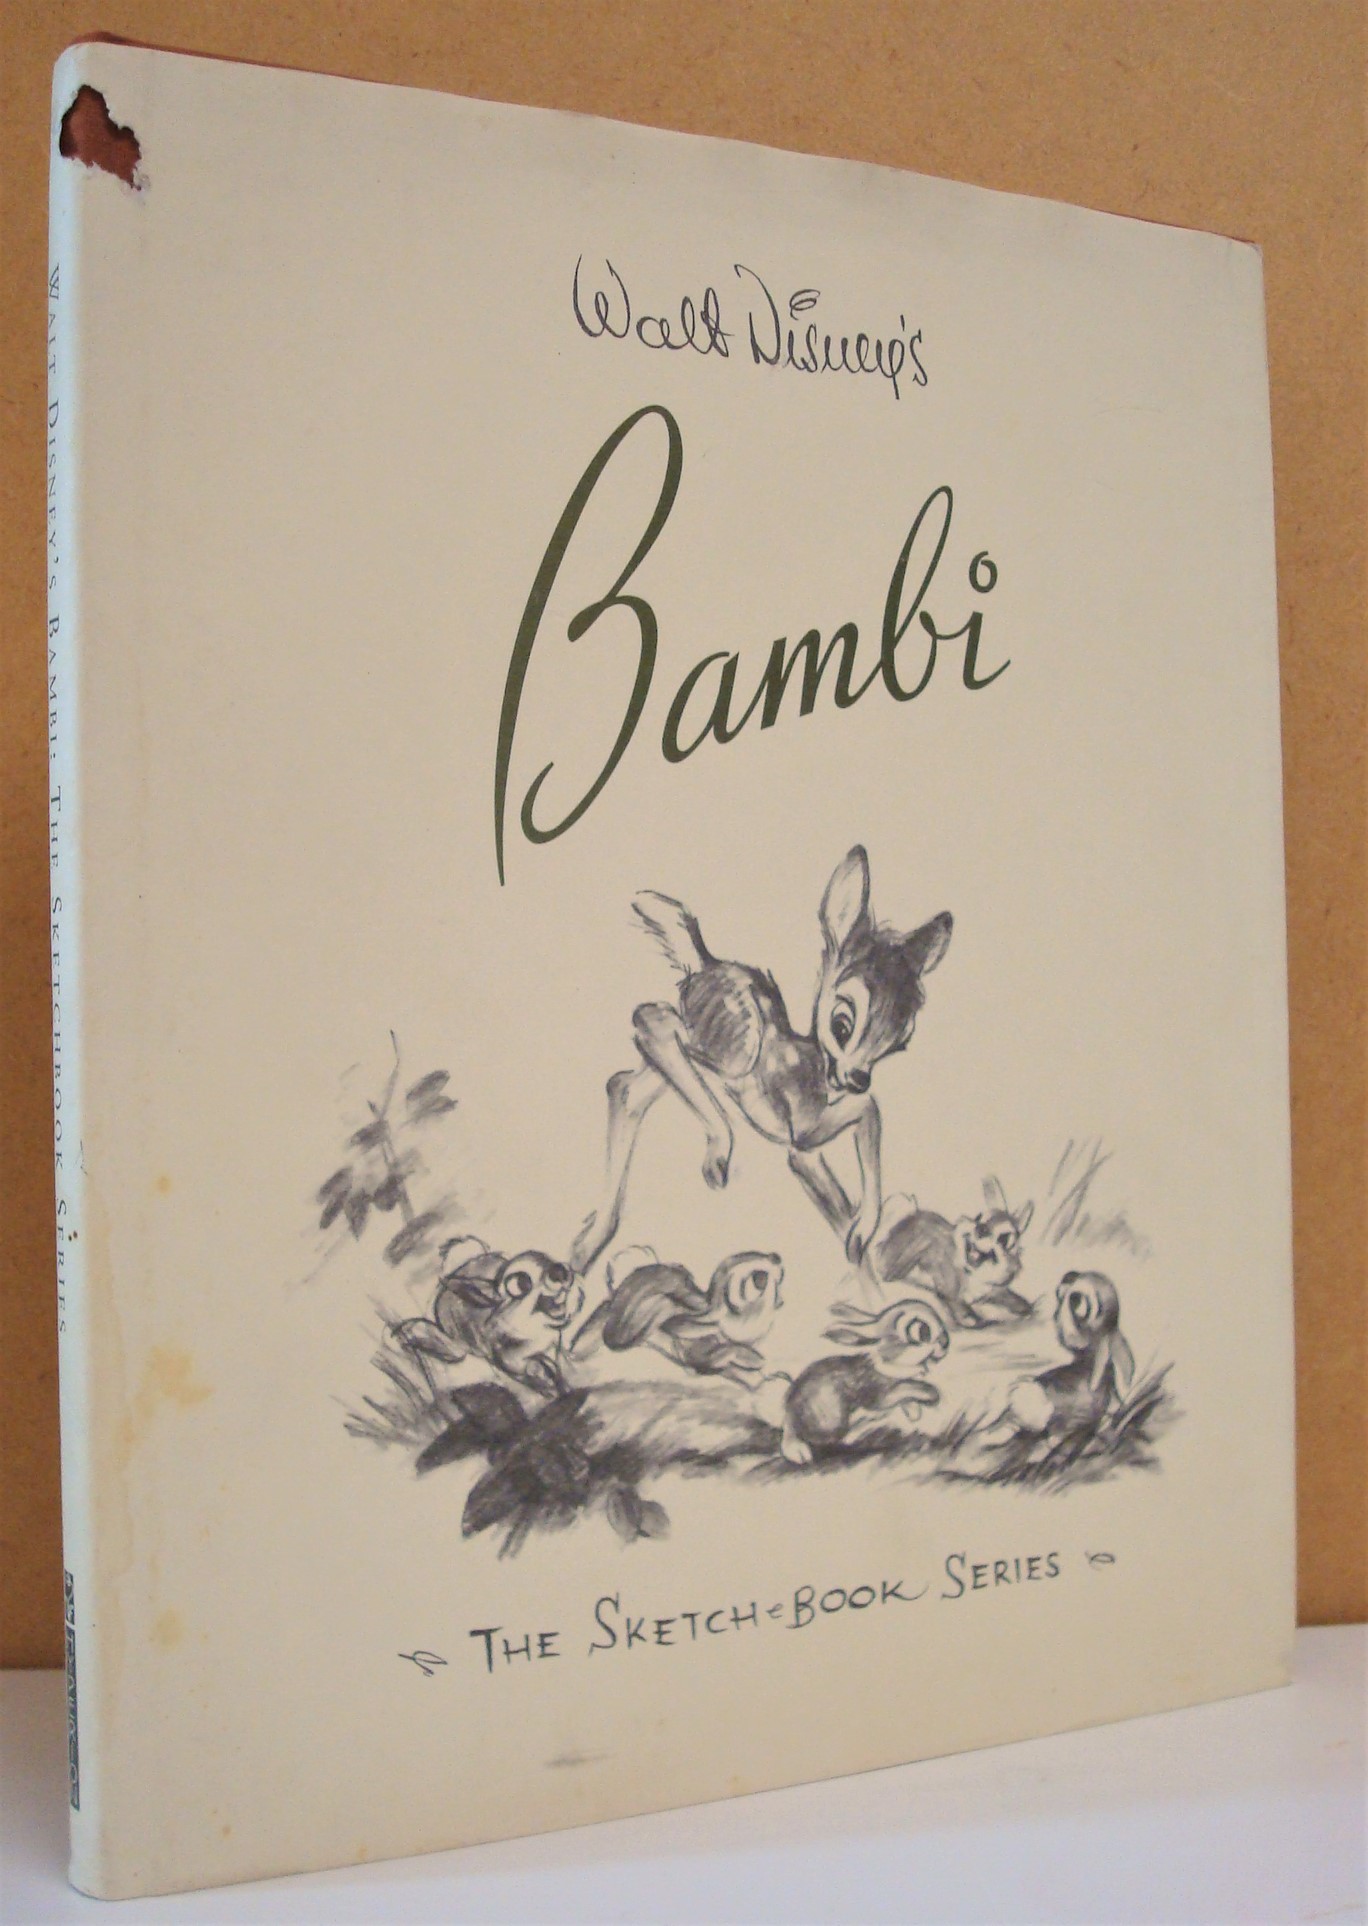 Walt Disney's
Bambi
The Sketch-Book Series
Walt Disney's Bambi: The Sketchbook Series